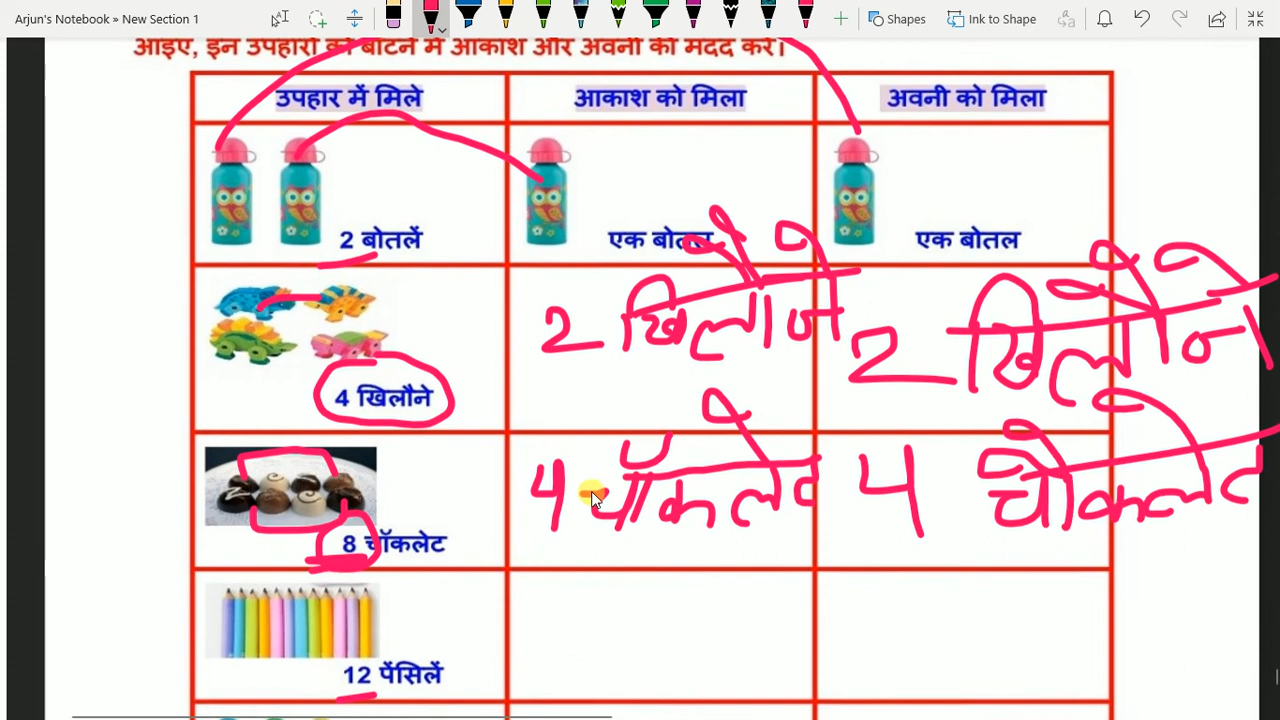 Arjun's Notebook » New Section 1
Shapes
Ink to Shape
आइए, इन उपहारों को बाँटने में आकाश और अवनी की मदद करें।
उपहार में मिले आकाश को मिला अवनी को मिला
2 बोतलें एक बोतल एक बोतल
4 खिलौने 2 खिलौने 2 खिलौने
8 चॉकलेट 4 चॉकलेट 4 चौकलेट
12 पेंसिलें